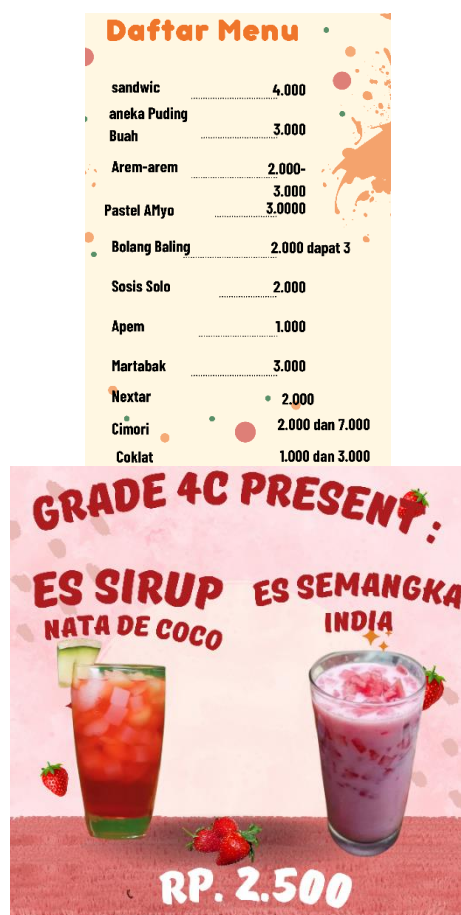 Daftar Menu
sandwic 4.000
aneka Puding
Buah 3.000
Arem-arem 2.000-
3.000
Pastel AMyo 3.0000
Bolang Baling 2.000 dapat 3
Sosis Solo 2.000
Apem 1.000
Martabak 3.000
Nextar 2.000
Cimori 2.000 dan 7.000
Coklat 1.000 dan 3.000
GRADE 4C PRESENT :
ES SIRUP
NATA DE COCO
ES SEMANGKA
INDIA
RP. 2.500